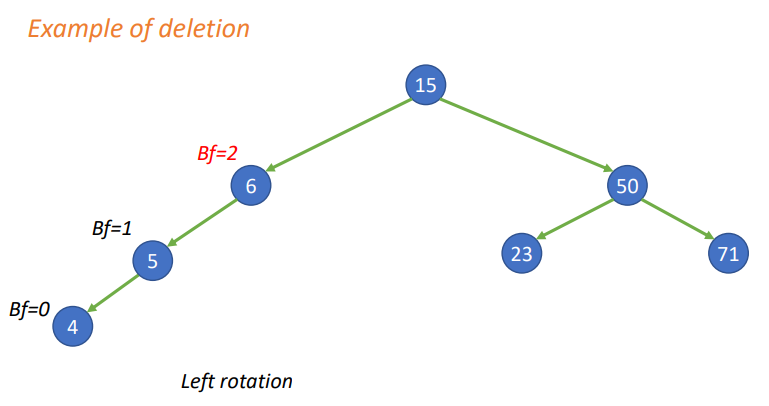 Example of deletion
15
Bf=2
6
50
Bf=1
5
23
71
Bf=0
4
Left rotation